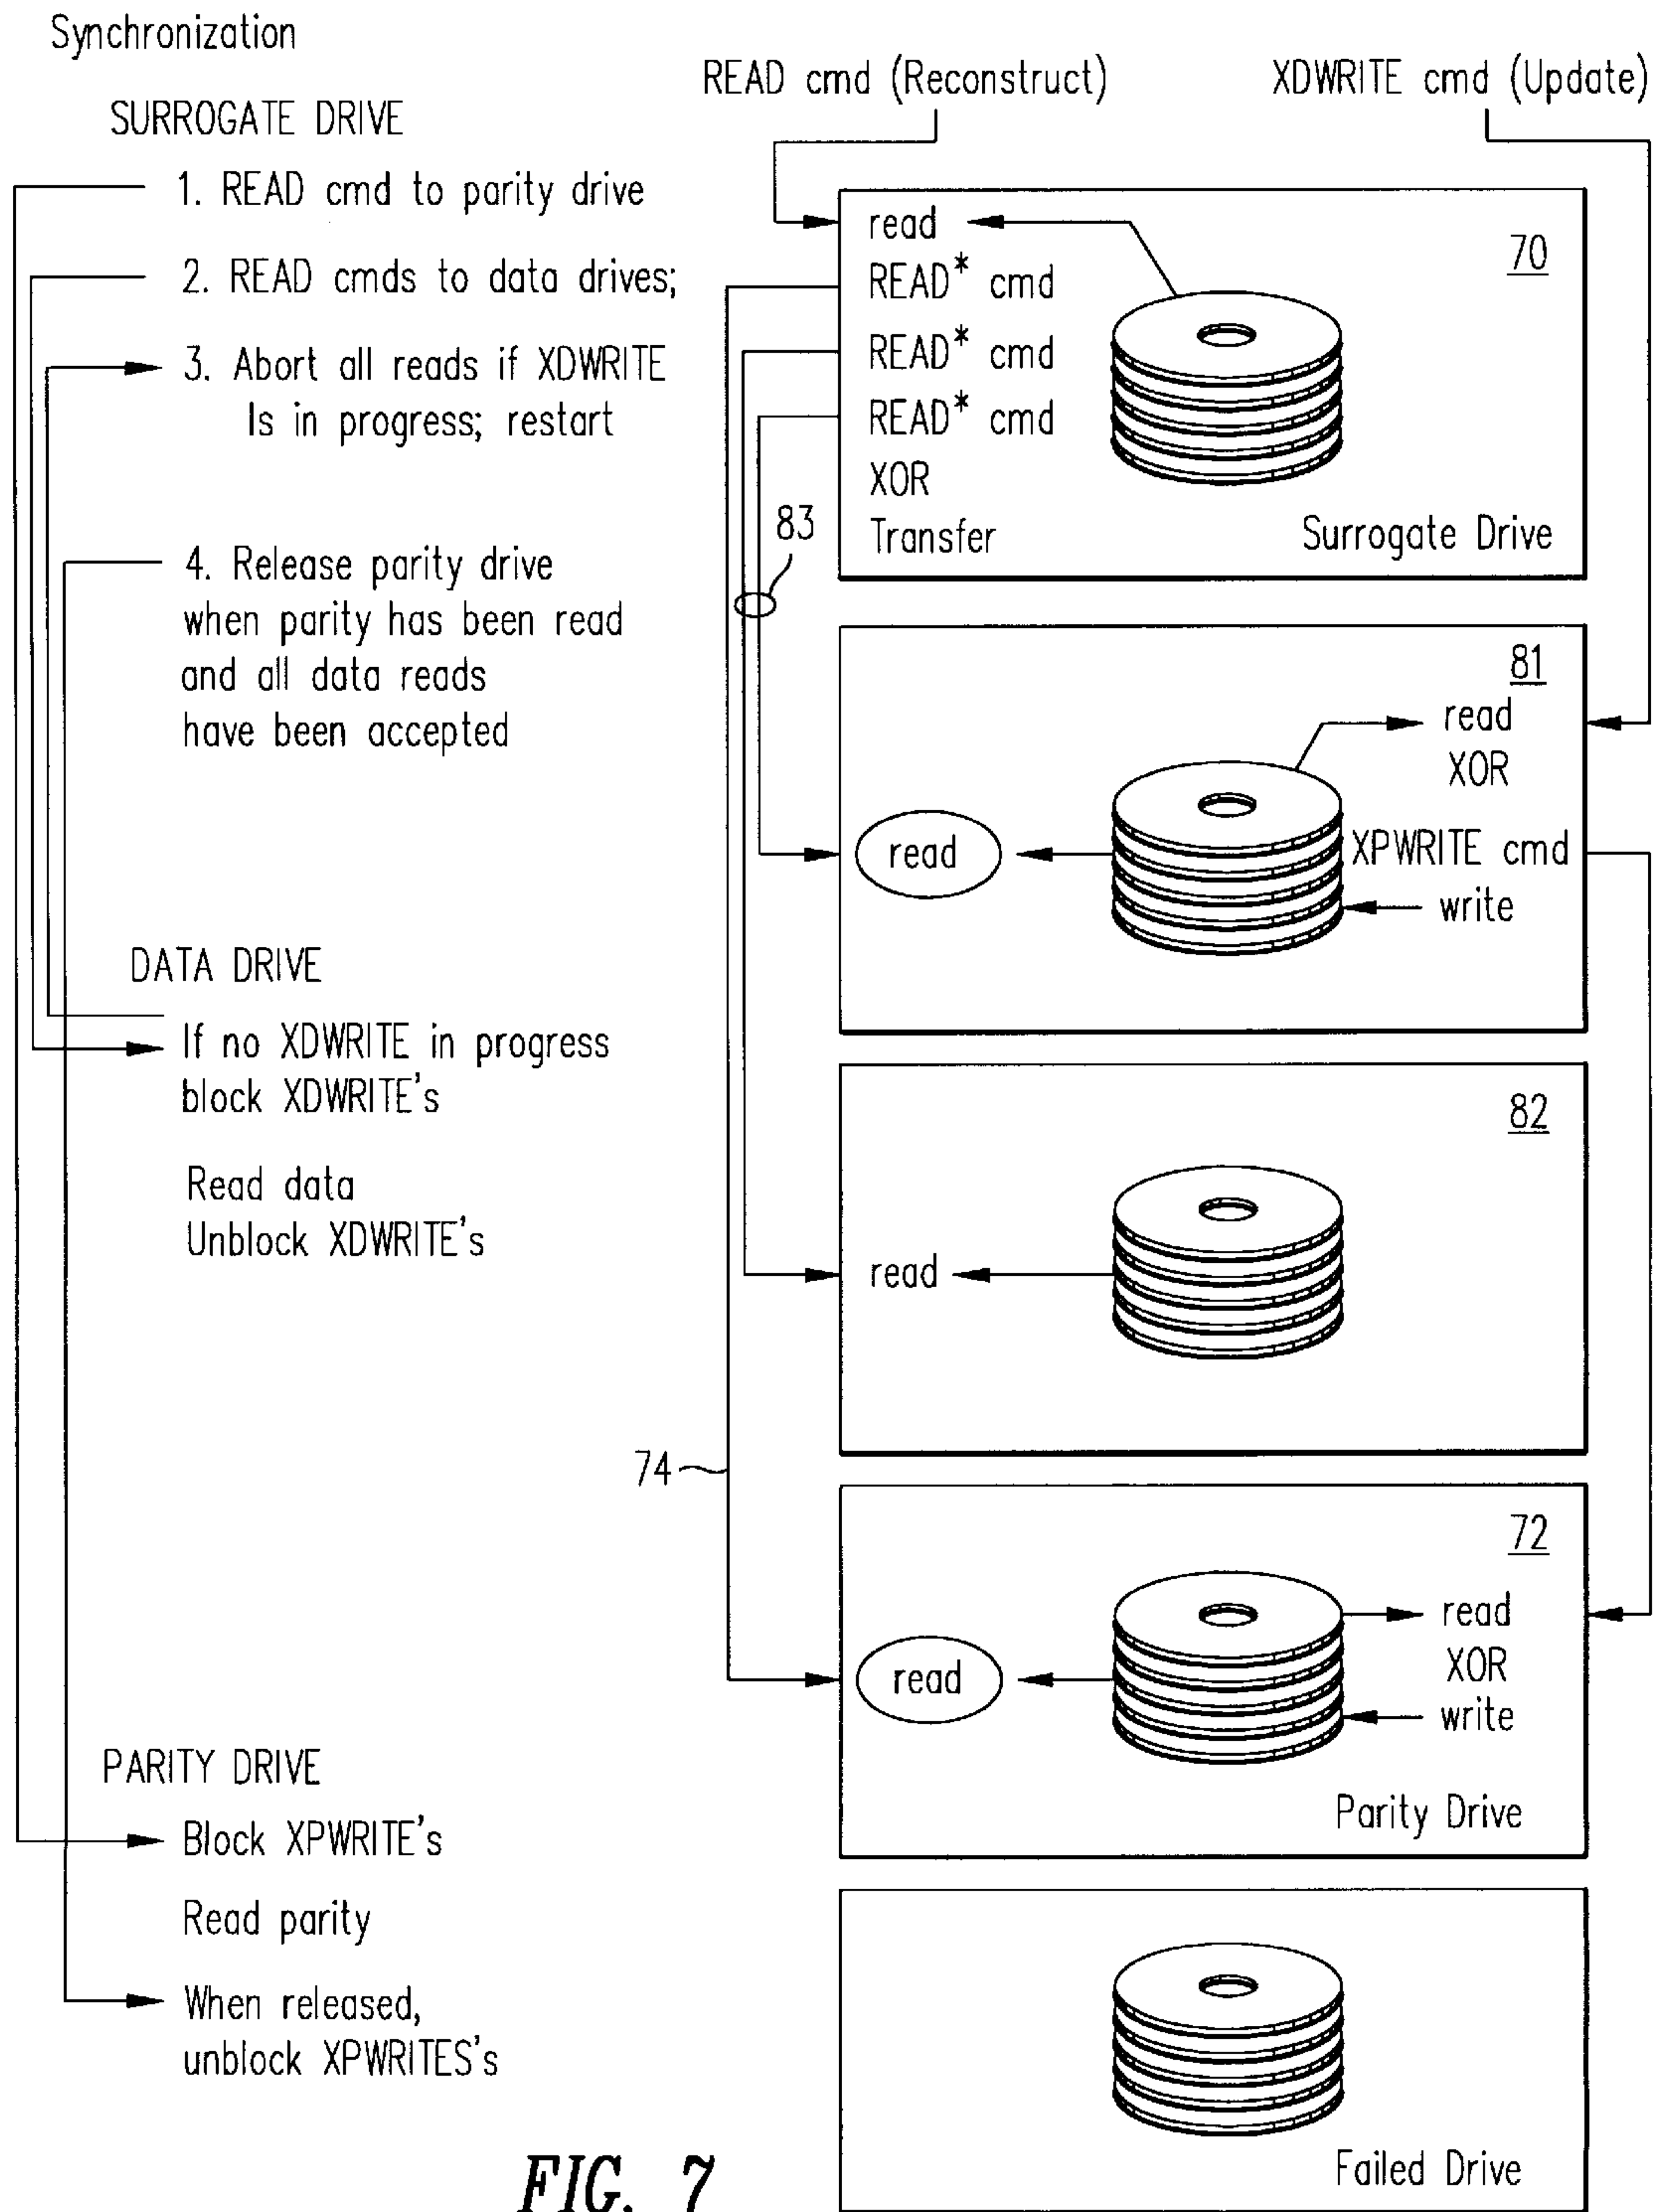 Synchronization
SURROGATE DRIVE
1. READ cmd to parity drive
2. READ cmds to data drives;
3. Abort all reads if XDWRITE
Is in progress; restart
4. Release parity drive
when parity has been read
and all data reads
have been accepted
DATA DRIVE
If no XDWRITE in progress
block XDWRITE's
Read data
Unblock XDWRITE's
PARITY DRIVE
Block XPWRITE's
Read parity
When released,
unblock XPWRITES's
READ cmd (Reconstruct)
XDWRITE cmd (Update)
read
70
READ* cmd
READ* cmd
READ* cmd
XOR
Transfer
Surrogate Drive
83
81
read
XOR
read
XPWRITE cmd
write
82
read
74
72
read
XOR
read
write
Parity Drive
Failed Drive
FIG. 7